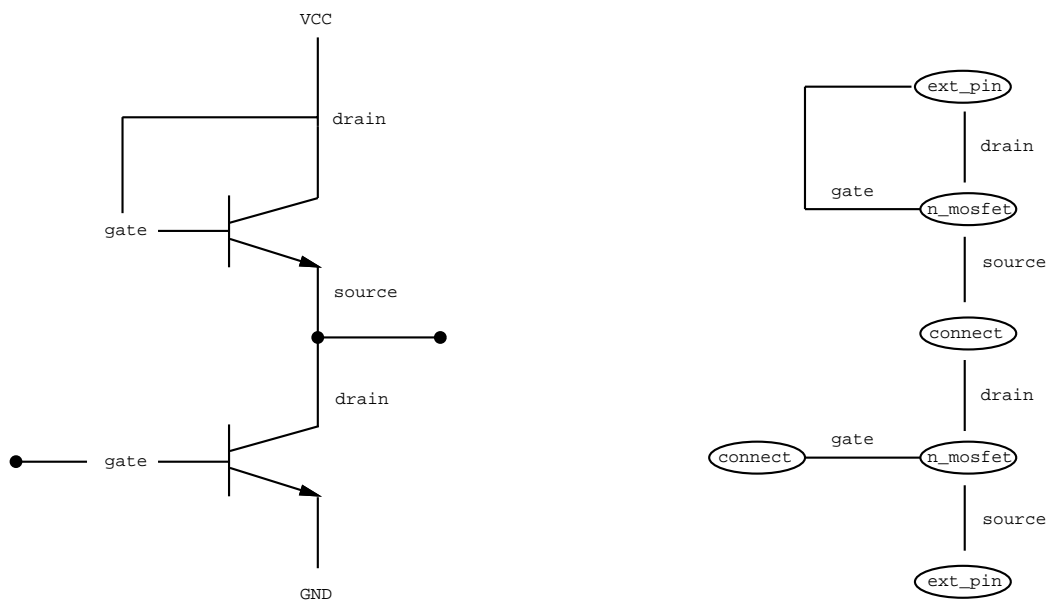 VCC
drain
gate
source
drain
gate
GND
ext_pin
drain
gate
n_mosfet
source
connect
drain
gate
connect
n_mosfet
source
ext_pin